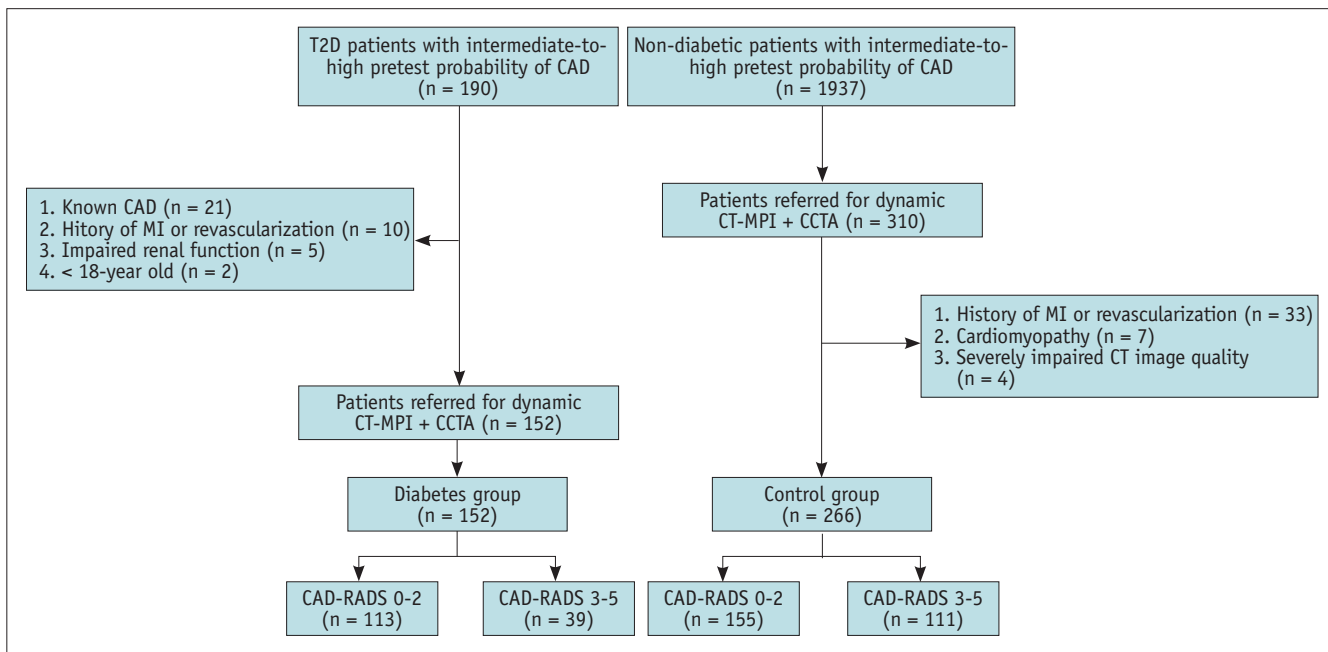 T2D patients with intermediate-to-
high pretest probability of CAD
(n = 190)
Non-diabetic patients with intermediate-to-
high pretest probability of CAD
(n = 1937)
1. Known CAD (n = 21)
2. Hitory of MI or revascularization (n = 10)
3. Impaired renal function (n = 5)
4. < 18-year old (n = 2)
Patients referred for dynamic
CT-MPI + CCTA (n = 310)
1. History of MI or revascularization (n = 33)
2. Cardiomyopathy (n = 7)
3. Severely impaired CT image quality
(n = 4)
Patients referred for dynamic
CT-MPI + CCTA (n = 152)
Diabetes group
(n = 152)
Control group
(n = 266)
CAD-RADS 0-2
(n = 113)
CAD-RADS 3-5
(n = 39)
CAD-RADS 0-2
(n = 155)
CAD-RADS 3-5
(n = 111)